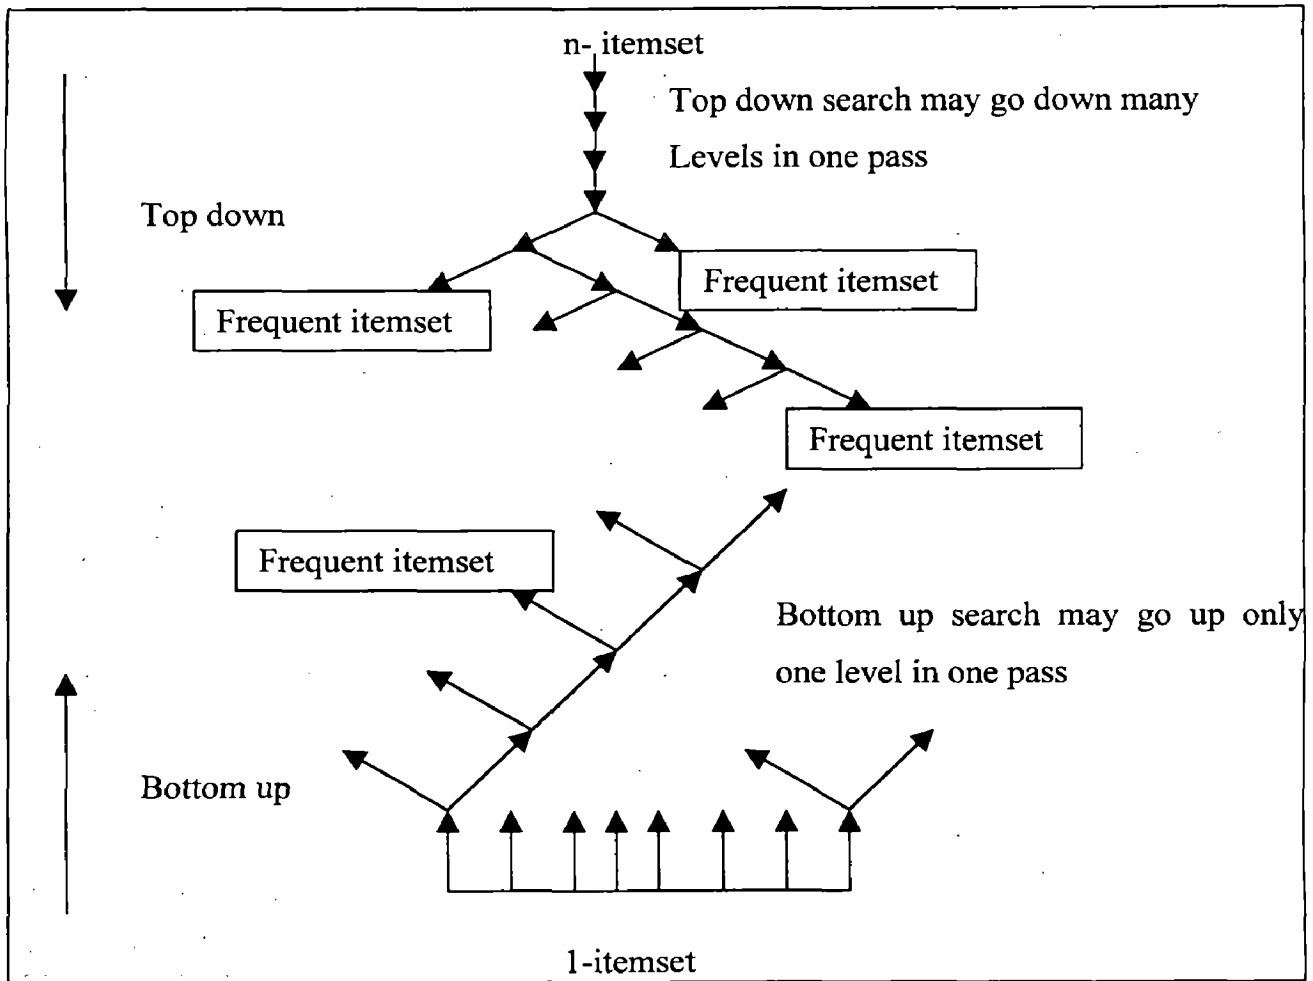 n- itemset
Top down search may go down many
Levels in one pass
Top down
Frequent itemset
Frequent itemset
Frequent itemset
Frequent itemset
Bottom up search may go up only
one level in one pass
Bottom up
1-itemset